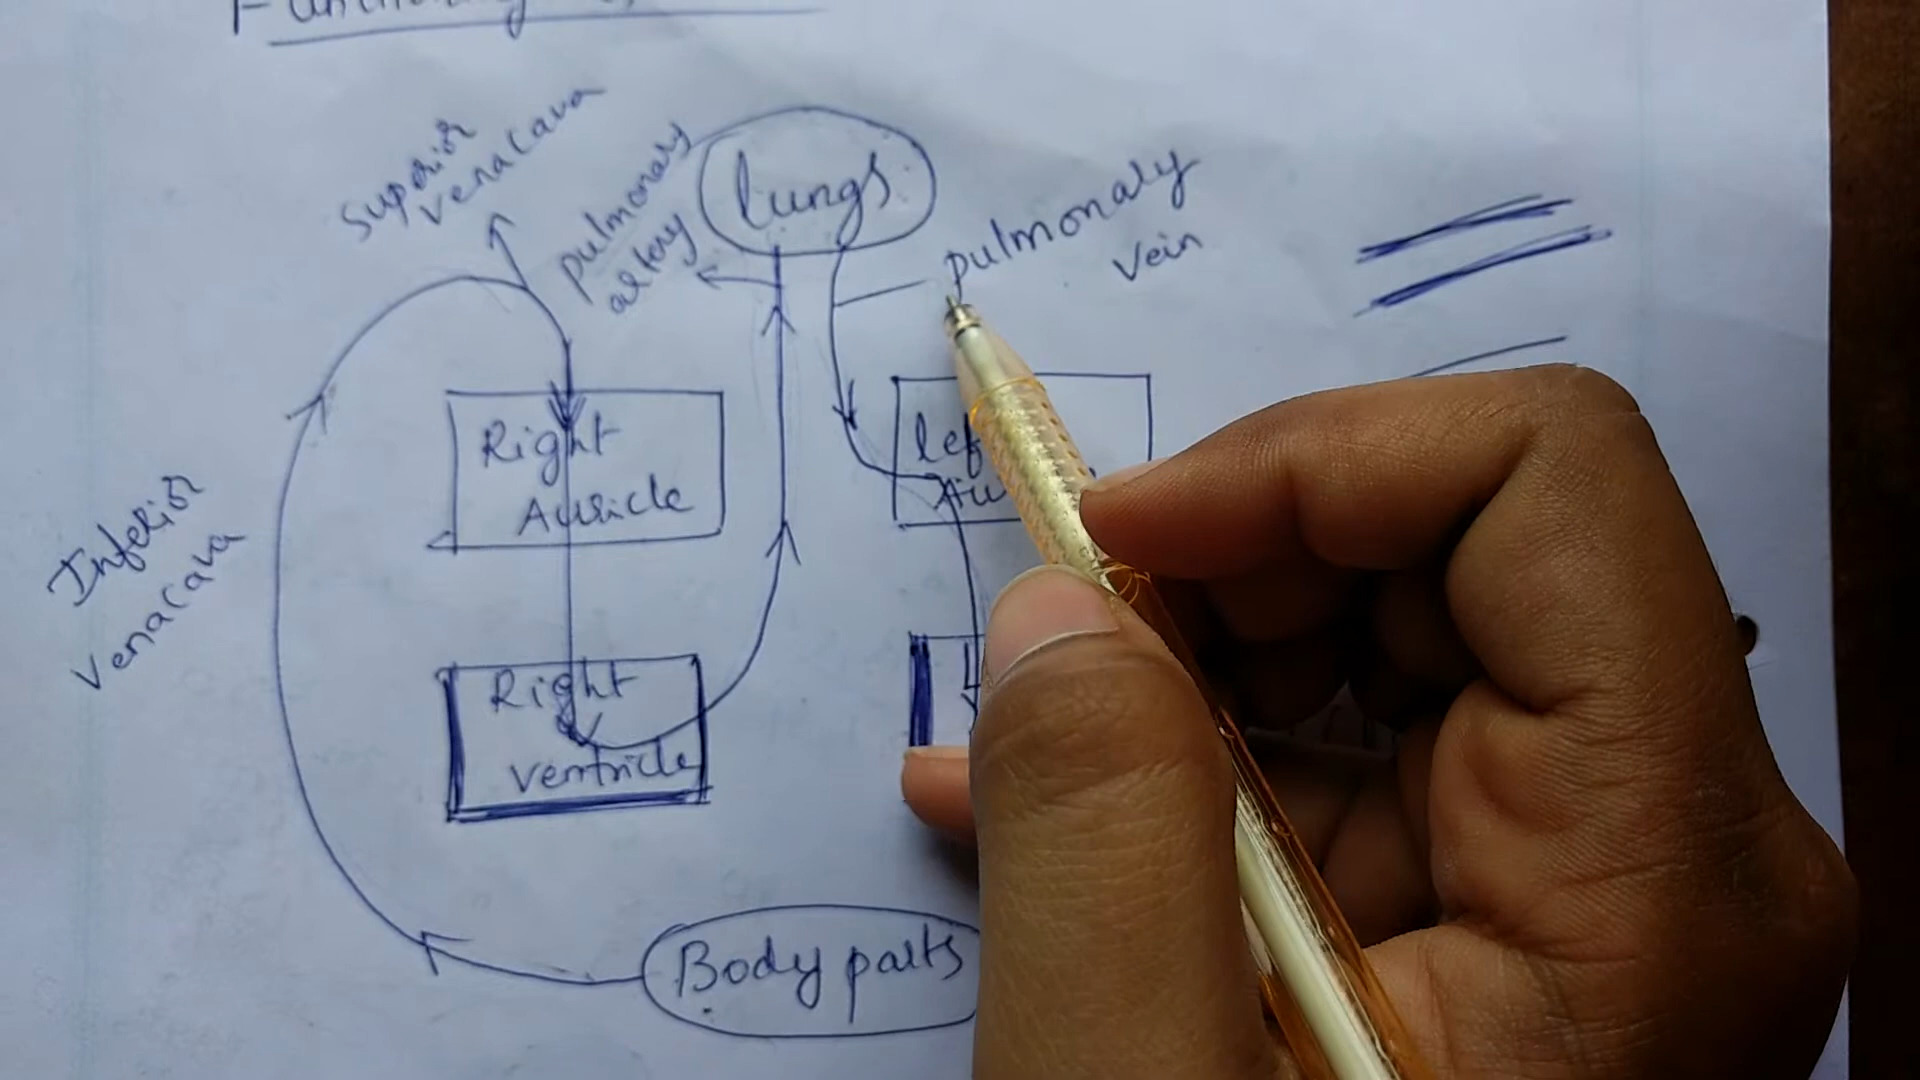 Superior
venacava
pulmonary
artery
lungs
pulmonary
vein
Right
Auricle
Inferior
venacava
Right
ventricle
Body parts